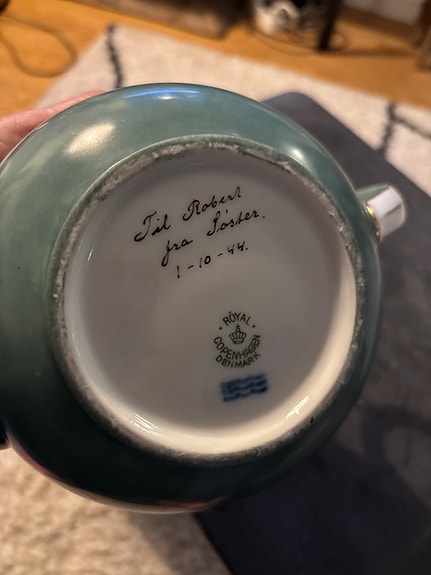 Til Robert
fra Søster.
1-10-44.
ROYAL
COPENHAGEN
DENMARK